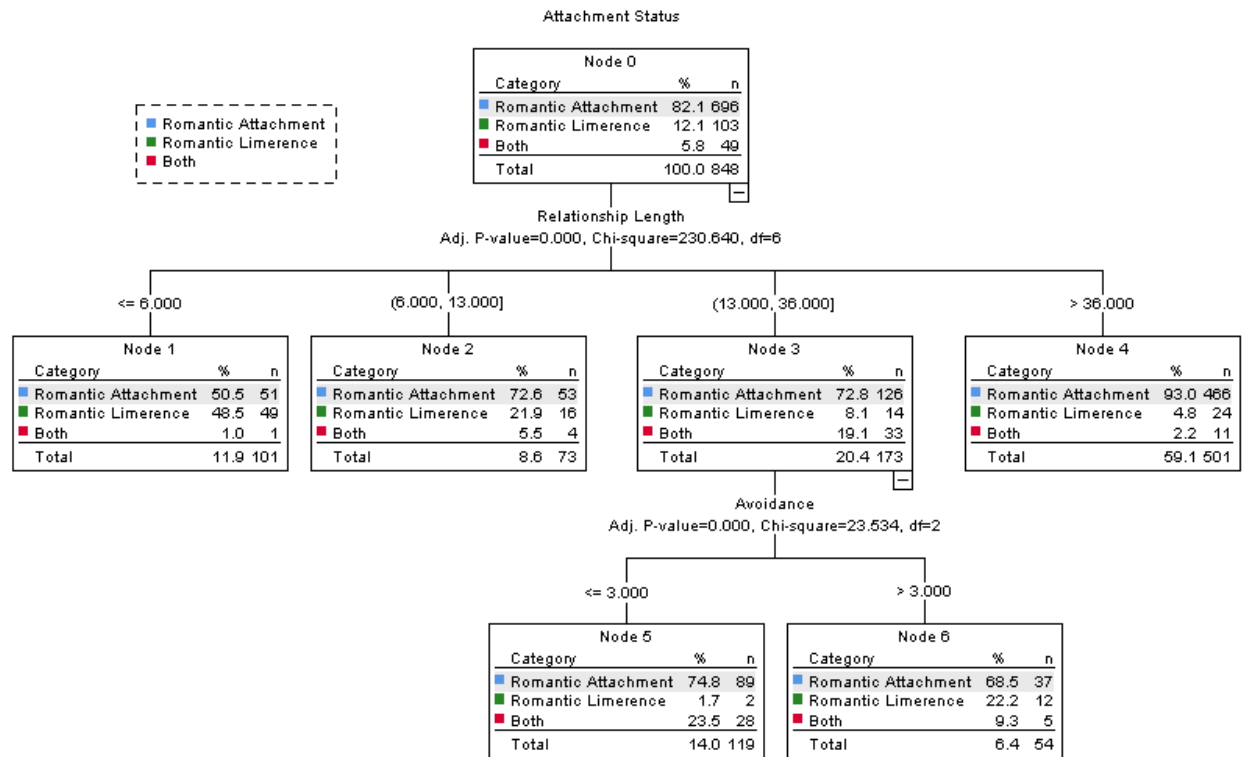 Attachment Status
Node 0
Category % n
Romantic Attachment 82.1 696
Romantic Limerence 12.1 103
Both 5.8 49
Total 100.0 848
Romantic Attachment
Romantic Limerence
Both
Relationship Length
Adj. P-value=0.000, Chi-square=230.640, df=6
<= 6.000
(6.000, 13.000]
(13.000, 36.000]
> 36.000
Node 1
Category % n
Romantic Attachment 50.5 51
Romantic Limerence 48.5 49
Both 1.0 1
Total 11.9 101
Node 2
Category % n
Romantic Attachment 72.6 53
Romantic Limerence 21.9 16
Both 5.5 4
Total 8.6 73
Node 3
Category % n
Romantic Attachment 72.8 126
Romantic Limerence 8.1 14
Both 19.1 33
Total 20.4 173
Node 4
Category % n
Romantic Attachment 93.0 466
Romantic Limerence 4.8 24
Both 2.2 11
Total 59.1 501
Avoidance
Adj. P-value=0.000, Chi-square=23.534, df=2
<= 3.000
> 3.000
Node 5
Category % n
Romantic Attachment 74.8 89
Romantic Limerence 1.7 2
Both 23.5 28
Total 14.0 119
Node 6
Category % n
Romantic Attachment 68.5 37
Romantic Limerence 22.2 12
Both 9.3 5
Total 6.4 54